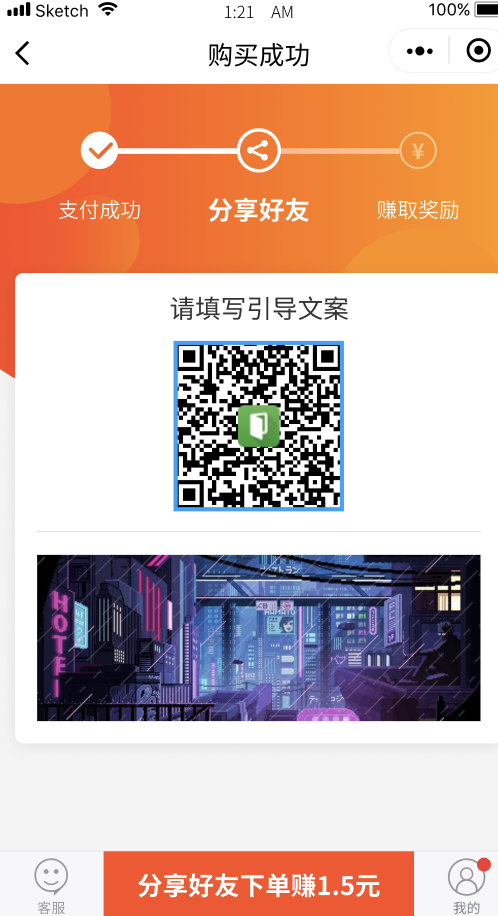 Sketch 1:21 AM 100%
购买成功
¥
支付成功 分享好友 赚取奖励
请填写引导文案
HOTEL
分享好友下单赚1.5元
客服 我的